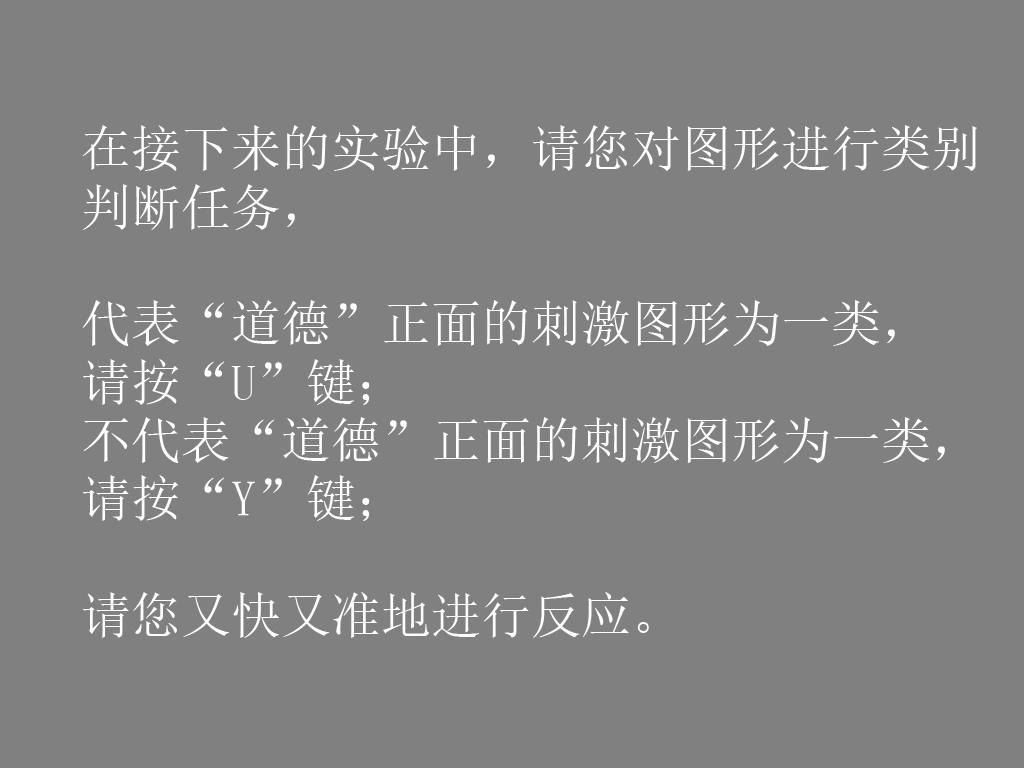 在接下来的实验中，请您对图形进行类别
判断任务，
代表“道德”正面的刺激图形为一类，
请按“U”键；
不代表“道德”正面的刺激图形为一类，
请按“Y”键；
请您又快又准地进行反应。